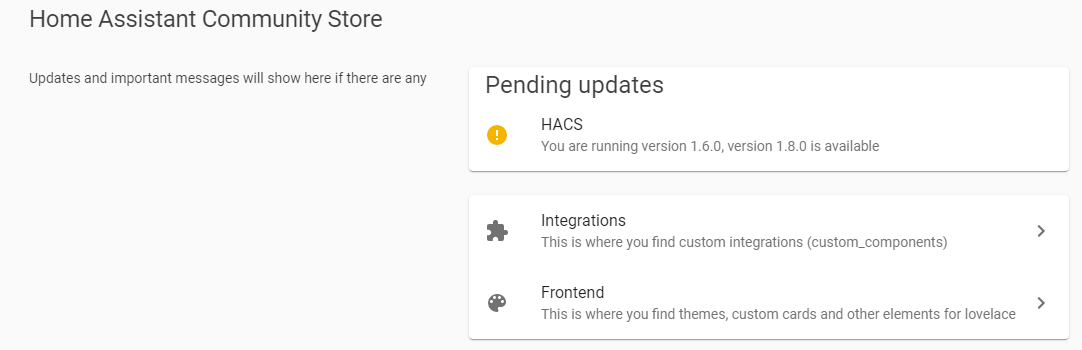 Home Assistant Community Store
Updates and important messages will show here if there are any
Pending updates
HACS
You are running version 1.6.0, version 1.8.0 is available
Integrations
This is where you find custom integrations (custom_components)
Frontend
This is where you find themes, custom cards and other elements for lovelace